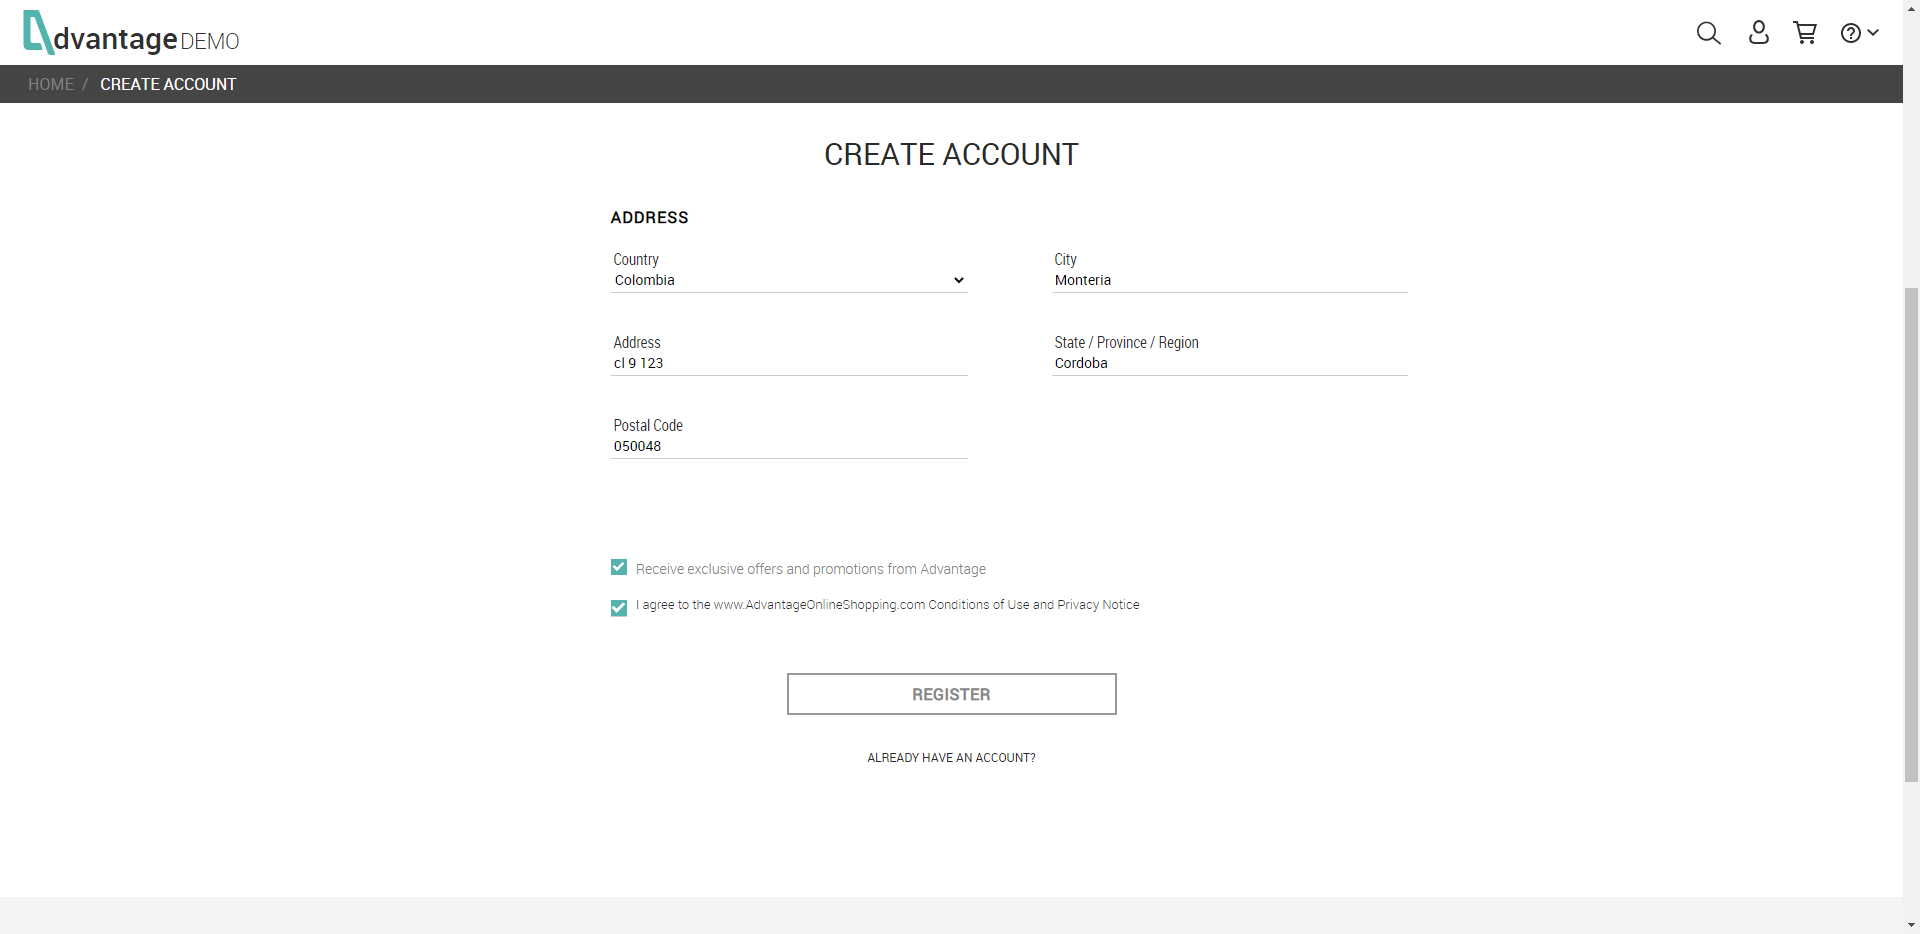 dvantage DEMO
HOME / CREATE ACCOUNT
CREATE ACCOUNT
ADDRESS
Country
Colombia
City
Monteria
Address
cl 9 123
State / Province / Region
Cordoba
Postal Code
050048
Receive exclusive offers and promotions from Advantage
I agree to the www.AdvantageOnlineShopping.com Conditions of Use and Privacy Notice
REGISTER
ALREADY HAVE AN ACCOUNT?